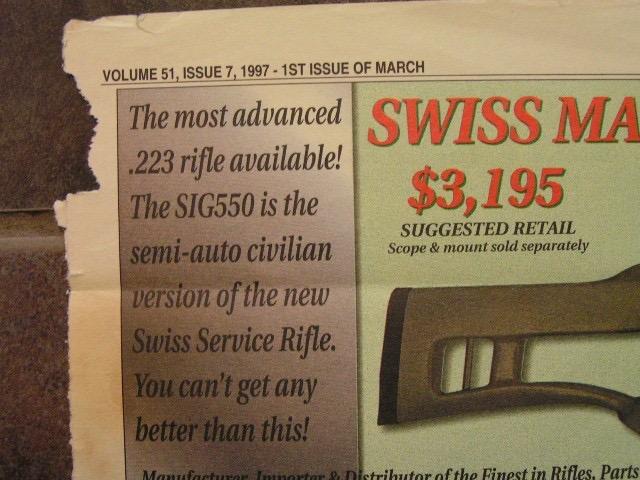 VOLUME 51, ISSUE 7, 1997 - 1ST ISSUE OF MARCH
The most advanced
.223 rifle available!
The SIG550 is the
semi-auto civilian
version of the new
Swiss Service Rifle.
You can't get any
better than this!
SWISS MA
$3,195
SUGGESTED RETAIL
Scope & mount sold separately
Manufacturer, Importer & Distributor of the Finest in Rifles, Parts